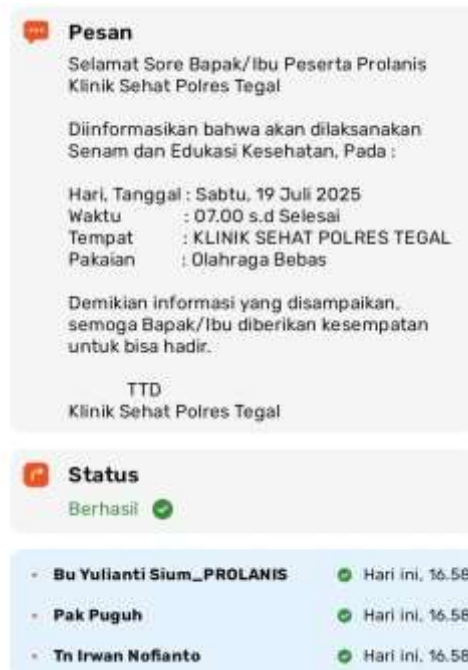 Pesan
Selamat Sore Bapak/Ibu Peserta Prolanis
Klinik Sehat Polres Tegal
Diinformasikan bahwa akan dilaksanakan
Senam dan Edukasi Kesehatan, Pada :
Hari, Tanggal : Sabtu, 19 Juli 2025
Waktu : 07.00 s.d Selesai
Tempat : KLINIK SEHAT POLRES TEGAL
Pakaian : Olahraga Bebas
Demikian informasi yang disampaikan,
semoga Bapak/Ibu diberikan kesempatan
untuk bisa hadir.
TTD
Klinik Sehat Polres Tegal
Status
Berhasil
Bu Yulianti Sium_PROLANIS Hari ini, 16.58
Pak Puguh Hari ini, 16.58
Tn Irwan Nofianto Hari ini, 16.58